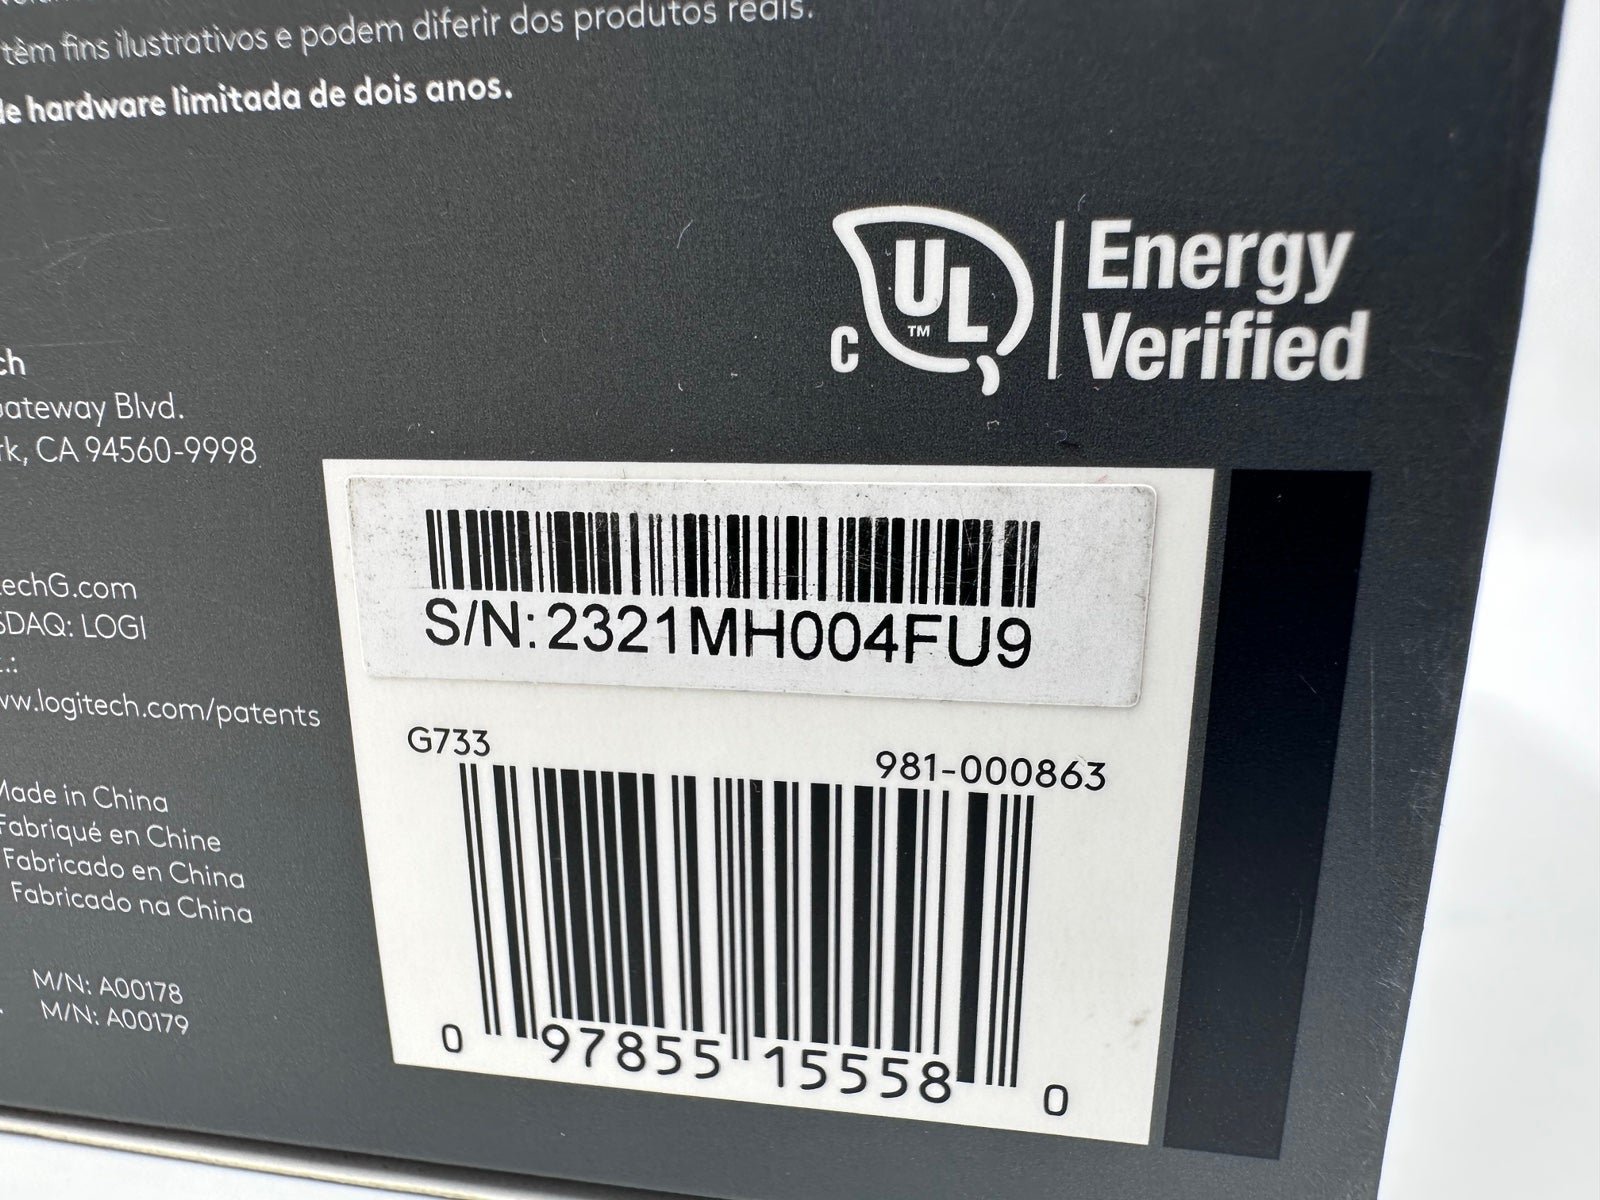 têm fins ilustrativos e podem diferir dos produtos reais.
de hardware limitada de dois anos.
C UL TM
Energy
Verified
ch
Gateway Blvd.
rk, CA 94560-9998
techG.com
SDAQ: LOGI
.:
ww.logitech.com/patents
S/N:2321MH004FU9
G733
981-000863
Made in China
Fabriqué en Chine
Fabricado en China
Fabricado na China
M/N: A00178
M/N: A00179
0 97855 15558 0